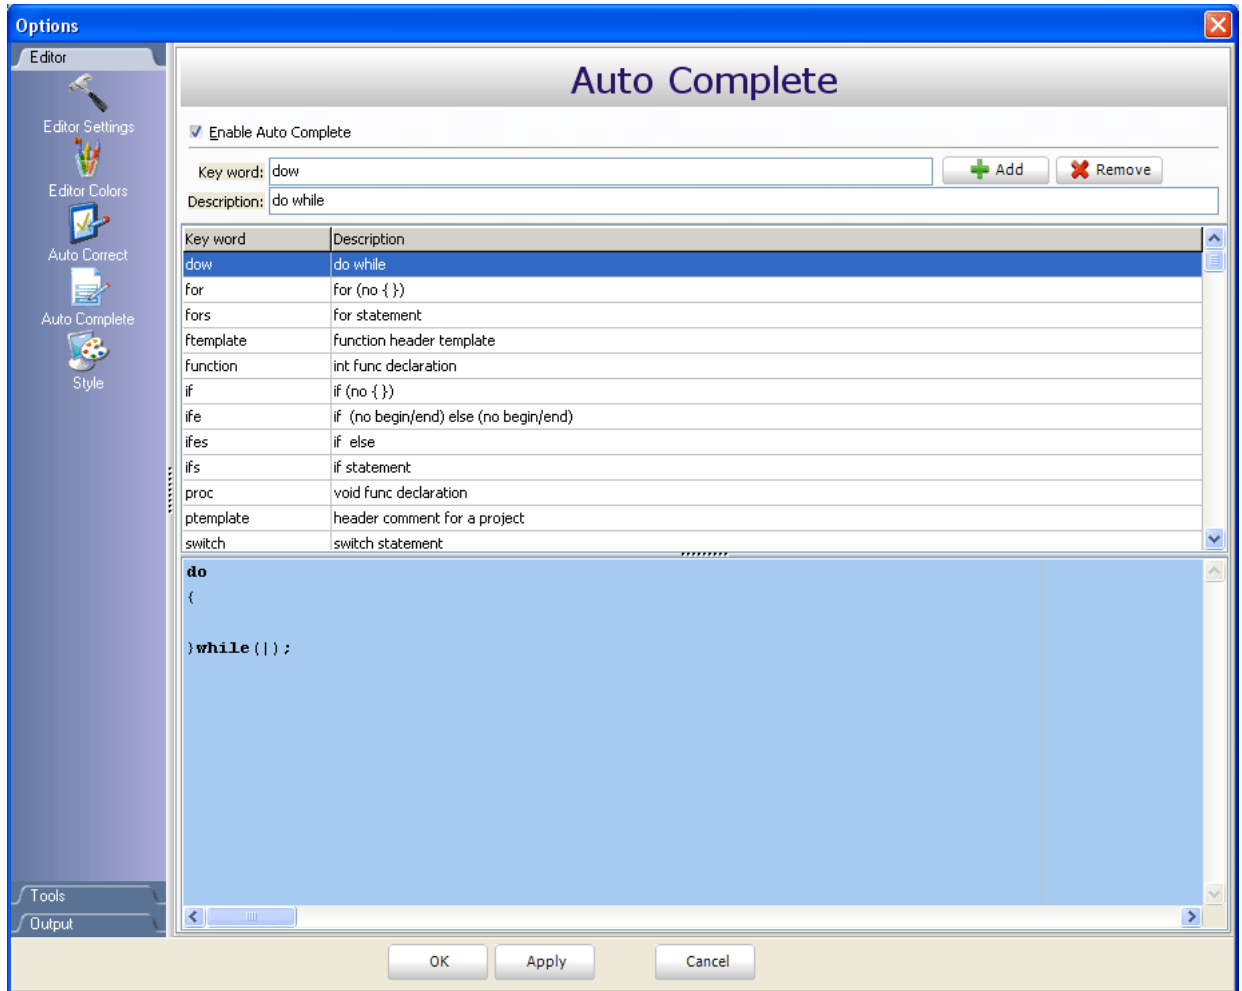 Options
Editor
Editor Settings
Editor Colors
Auto Correct
Auto Complete
Style
Tools
Output
Auto Complete
Enable Auto Complete
Key word: dow Add Remove
Description: do while
Key word Description
dow do while
for for (no { })
fors for statement
ftemplate function header template
function int func declaration
if if (no { })
ife if  (no begin/end) else (no begin/end)
ifes if  else
ifs if statement
proc void func declaration
ptemplate header comment for a project
switch switch statement
do
{
}while(|);
OK Apply Cancel